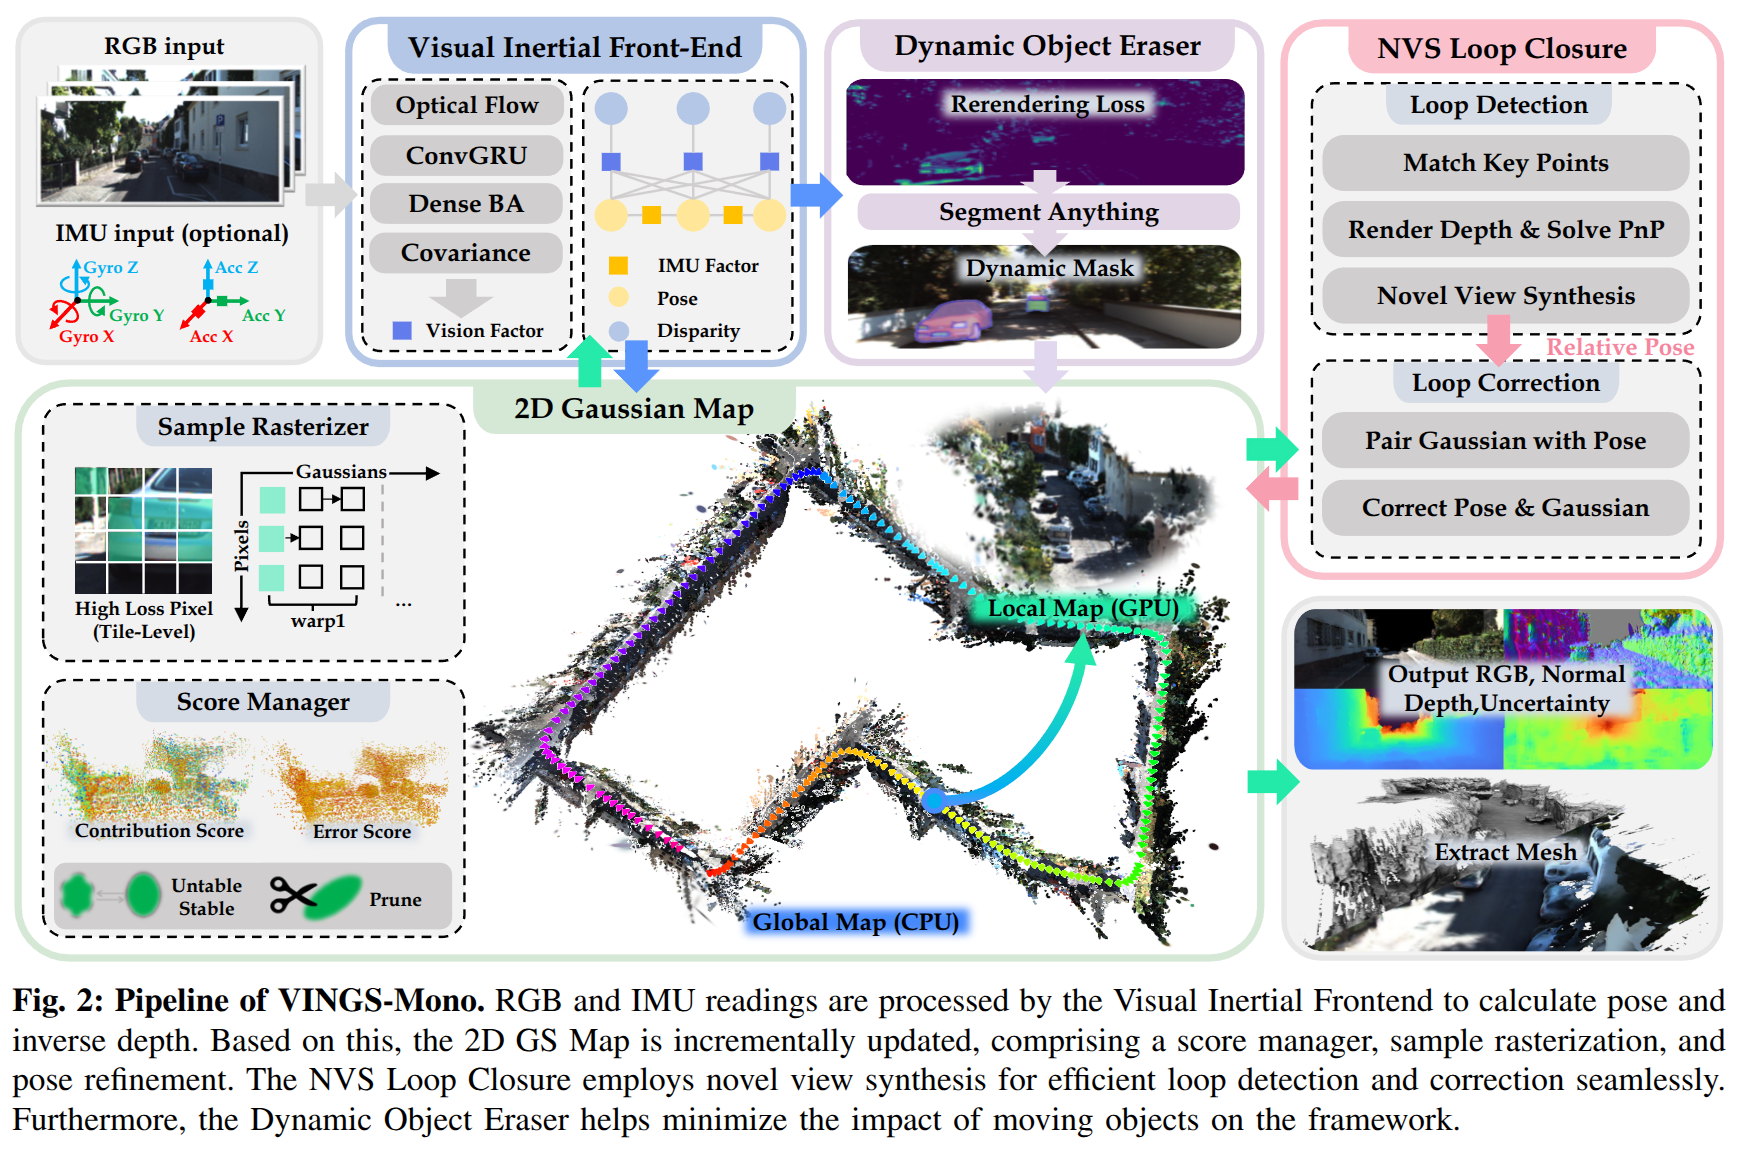 RGB input
IMU input (optional)
Gyro Z
Gyro Y
Gyro X
Acc Z
Acc Y
Acc X
Visual Inertial Front-End
Optical Flow
ConvGRU
Dense BA
Covariance
Vision Factor
IMU Factor
Pose
Disparity
Dynamic Object Eraser
Rerendering Loss
Segment Anything
Dynamic Mask
NVS Loop Closure
Loop Detection
Match Key Points
Render Depth & Solve PnP
Novel View Synthesis
Relative Pose
Loop Correction
Pair Gaussian with Pose
Correct Pose & Gaussian
2D Gaussian Map
Sample Rasterizer
Gaussians
Pixels
High Loss Pixel
(Tile-Level)
warp1
...
Score Manager
Contribution Score
Error Score
Untable
Stable
Prune
Local Map (GPU)
Global Map (CPU)
Output RGB, Normal
Depth,Uncertainty
Extract Mesh
Fig. 2: Pipeline of VINGS-Mono. RGB and IMU readings are processed by the Visual Inertial Frontend to calculate pose and
inverse depth. Based on this, the 2D GS Map is incrementally updated, comprising a score manager, sample rasterization, and
pose refinement. The NVS Loop Closure employs novel view synthesis for efficient loop detection and correction seamlessly.
Furthermore, the Dynamic Object Eraser helps minimize the impact of moving objects on the framework.